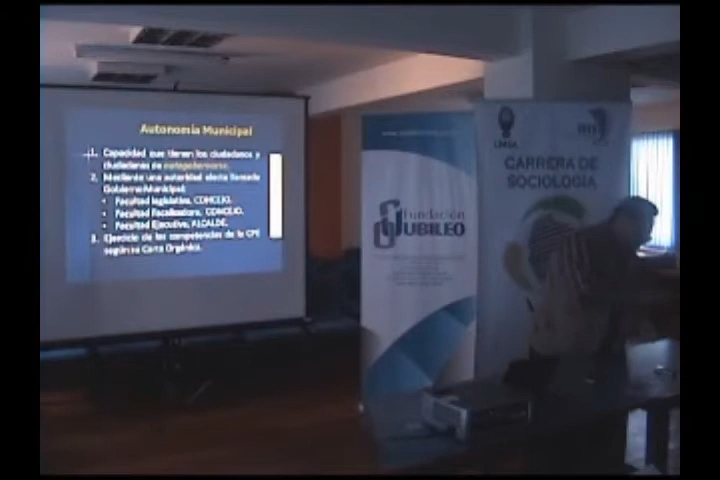 Autonomía Municipal
1. Capacidad que tienen los ciudadanos y
ciudadanas de autogobernarse.
2. Mediante una autoridad electa llamada
Gobierno Municipal:
• Facultad legislativa, CONCEJO.
• Facultad Fiscalizadora, CONCEJO.
• Facultad Ejecutiva, ALCALDE.
3. Ejercicio de las competencias de la CPE
según su Carta Orgánica.
Fundación
JUBILEO
UMSA
CARRERA DE
SOCIOLOGÍA